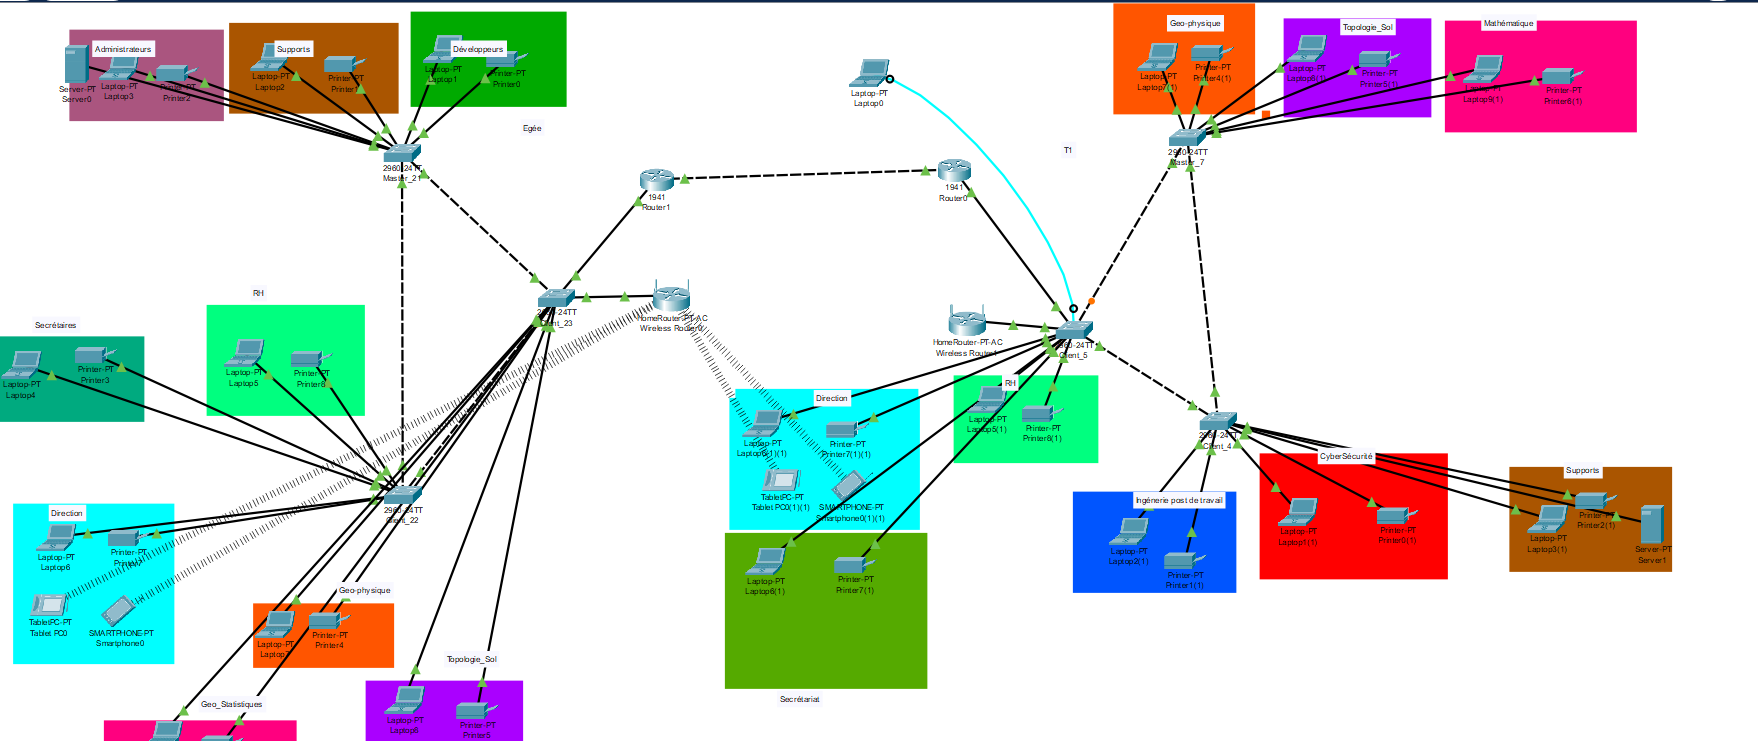 Administrateurs
Server-PT
Server0
Laptop-PT
Laptop3
Printer-PT
Printer2
Supports
Laptop-PT
Laptop2
Printer-PT
Développeurs
Laptop-PT
Laptop1
Printer-PT
Printer0
Egée
2960-24TT
Master_21
1941
Router1
1941
Router0
Laptop-PT
Laptop0
T1
Geo-physique
Laptop-PT
Printer-PT
Printer4(1)
Topologie_Sol
Laptop-PT
Laptop8(1)
Printer-PT
Printer5(1)
Mathématique
Laptop-PT
Laptop9(1)
Printer-PT
Printer6(1)
2960-24TT
Master_7
Secrétaires
Laptop-PT
Laptop4
Printer-PT
Printer3
RH
Laptop-PT
Laptop5
Printer-PT
2960-24TT
Client_23
HomeRouter-PT-AC
Wireless Router0
HomeRouter-PT-AC
Wireless Router1
2960-24TT
Client_5
2960-24TT
Client_22
Direction
Laptop-PT
Laptop6
Printer-PT
TabletPC-PT
Tablet PC0
SMARTPHONE-PT
Smartphone0
Geo-physique
Laptop-PT
Printer-PT
Printer4
Topologie_Sol
Laptop-PT
Printer-PT
Printer5
Geo_Statistiques
Direction
Laptop-PT
Laptop6(1)(1)
Printer-PT
Printer7(1)(1)
TabletPC-PT
Tablet PC0(1)(1)
SMARTPHONE-PT
Smartphone0(1)(1)
RH
Laptop-PT
Laptop5(1)
Printer-PT
Printer8(1)
Laptop-PT
Laptop6(1)
Printer-PT
Printer7(1)
Secrétariat
2960-24TT
Client_4
Ingénerie post de travail
Laptop-PT
Laptop2(1)
Printer-PT
Printer1(1)
CyberSécurité
Laptop-PT
Laptop1(1)
Printer-PT
Printer0(1)
Supports
Laptop-PT
Laptop3(1)
Printer-PT
Printer2(1)
Server-PT
Server1